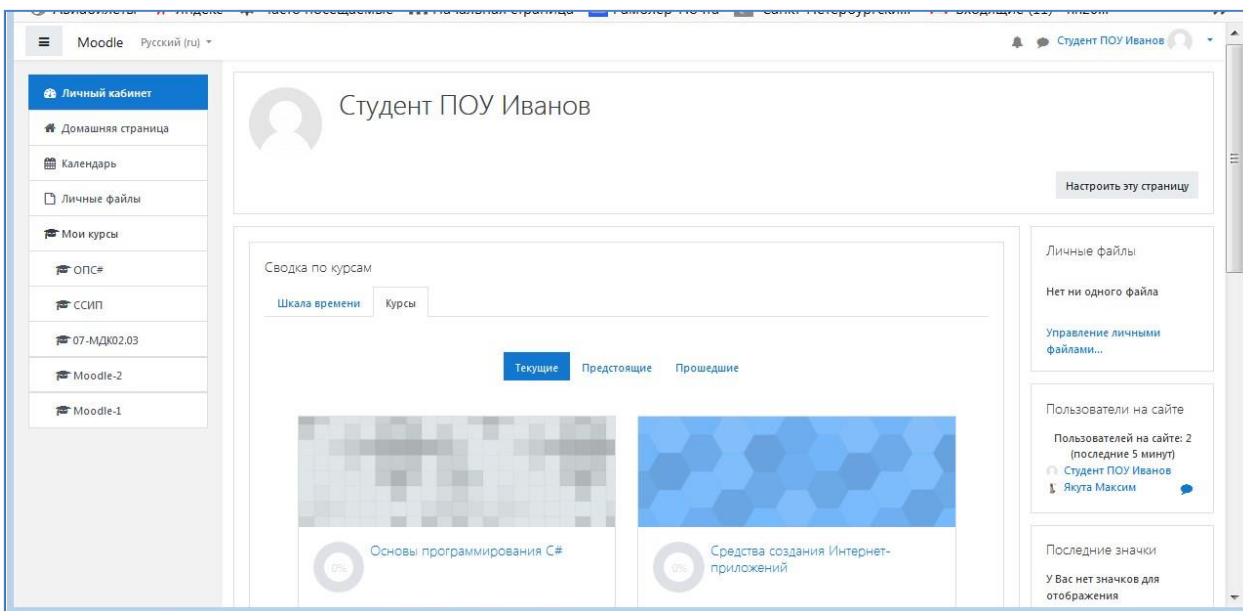 Moodle Русский (ru)
Студент ПОУ Иванов
Личный кабинет
Домашняя страница
Календарь
Личные файлы
Мои курсы
ОПС#
ССИП
07-МДК02.03
Moodle-2
Moodle-1
Студент ПОУ Иванов
Настроить эту страницу
Сводка по курсам
Шкала времени Курсы
Текущие Предстоящие Прошедшие
0%
Основы программирования C#
0%
Средства создания Интернет-
приложений
Личные файлы
Нет ни одного файла
Управление личными
файлами...
Пользователи на сайте
Пользователей на сайте: 2
(последние 5 минут)
Студент ПОУ Иванов
Якута Максим
Последние значки
У Вас нет значков для
отображения